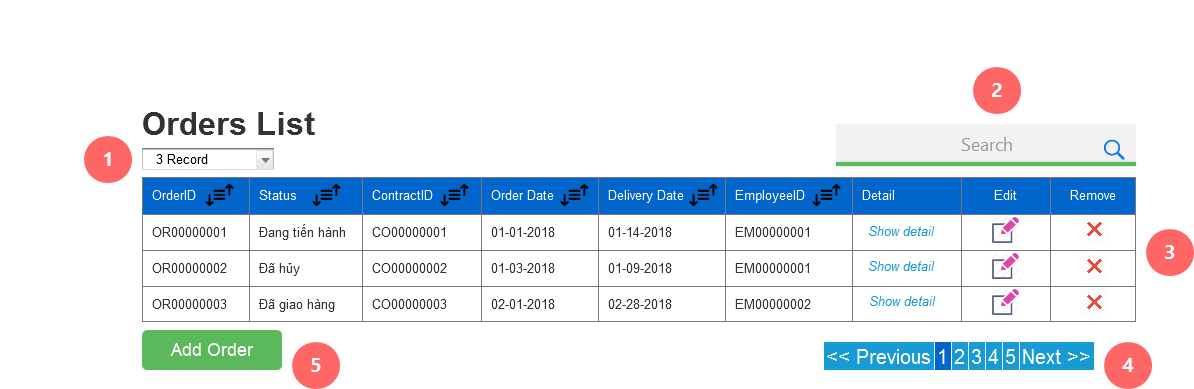 2
Orders List
1
3 Record
Search
OrderID Status ContractID Order Date Delivery Date EmployeeID Detail Edit Remove
OR00000001 Đang tiến hành CO00000001 01-01-2018 01-14-2018 EM00000001 Show detail
3
OR00000002 Đã hủy CO00000002 01-03-2018 01-09-2018 EM00000001 Show detail
OR00000003 Đã giao hàng CO00000003 02-01-2018 02-28-2018 EM00000002 Show detail
Add Order
5
<< Previous 1 2 3 4 5 Next >>
4